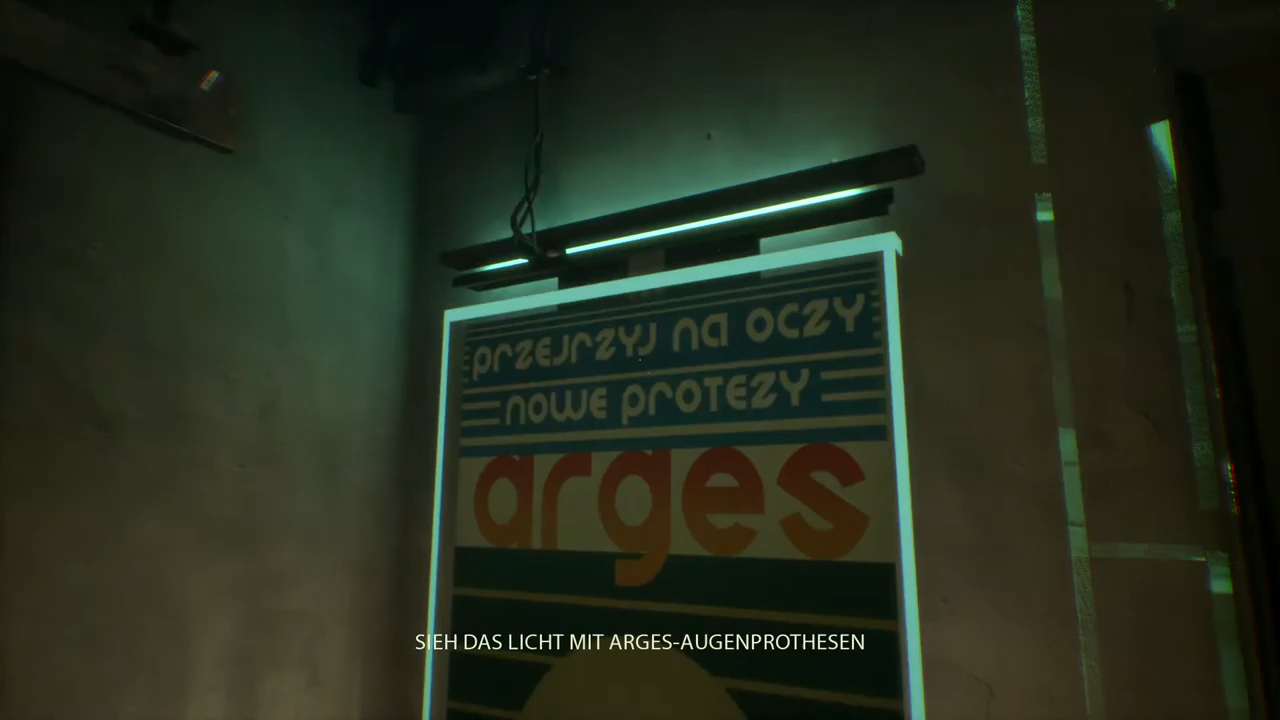 przejrzyj na oczy
nowe protezy
arges
SIEH DAS LICHT MIT ARGES-AUGENPROTHESEN